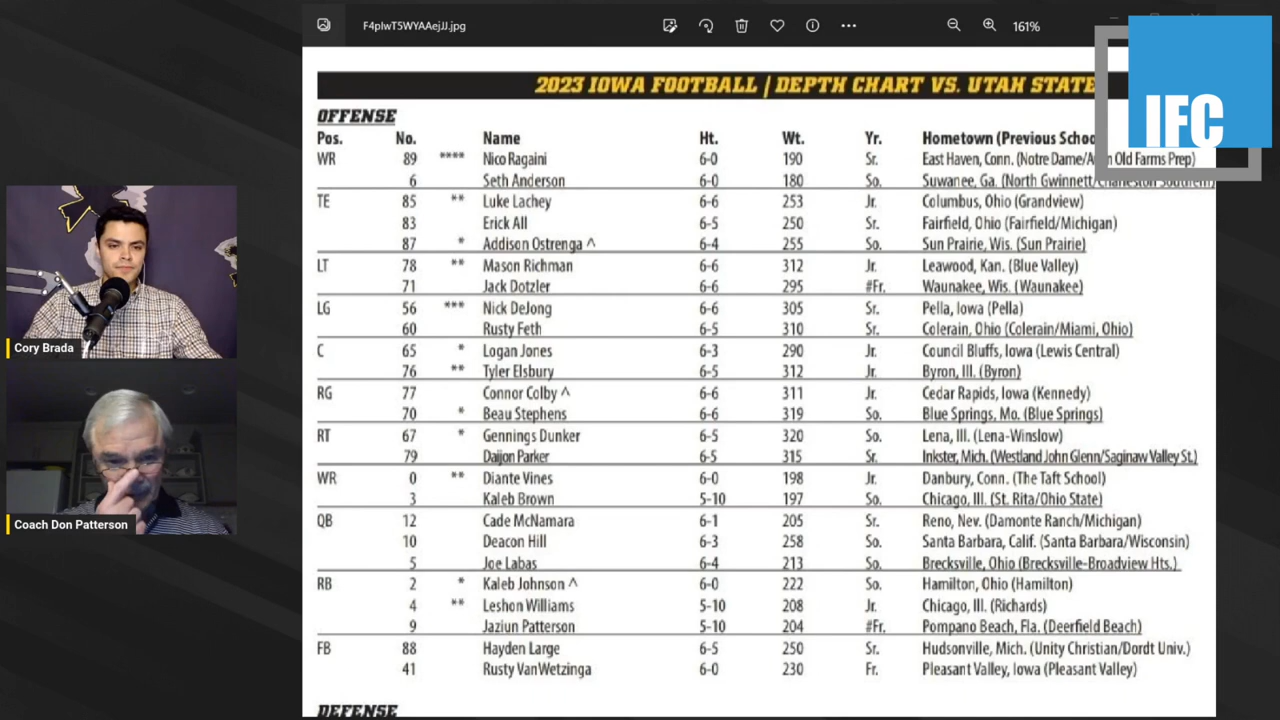 F4plwT5WYAAejJJ.jpg
161%
IFC
2023 IOWA FOOTBALL | DEPTH CHART VS. UTAH STATE
OFFENSE
Pos. No. Name Ht. Wt. Yr. Hometown (Previous
WR 89 **** Nico Ragaini 6-0 190 Sr. East Haven, Conn. (Notre Old Farms Prep)
6 Seth Anderson 6-0 180 So. Suwanee, Ga. (North Gwinnett/Charleston Southern)
TE 85 ** Luke Lachey 6-6 253 Jr. Columbus, Ohio (Grandview)
83 Erick All 6-5 250 Sr. Fairfield, Ohio (Fairfield/Michigan)
87 * Addison Ostrenga ^ 6-4 255 So. Sun Prairie, Wis. (Sun Prairie)
LT 78 ** Mason Richman 6-6 312 Jr. Leawood, Kan. (Blue Valley)
71 Jack Dotzler 6-6 295 #Fr. Waunakee, Wis. (Waunakee)
LG 56 *** Nick DeJong 6-6 305 Sr. Pella, Iowa (Pella)
60 Rusty Feth 6-5 310 Sr. Colerain, Ohio (Colerain/Miami, Ohio)
C 65 * Logan Jones 6-3 290 Jr. Council Bluffs, Iowa (Lewis Central)
76 ** Tyler Elsbury 6-5 312 Jr. Byron, Ill. (Byron)
RG 77 Connor Colby ^ 6-6 311 Jr. Cedar Rapids, Iowa (Kennedy)
70 * Beau Stephens 6-6 319 So. Blue Springs, Mo. (Blue Springs)
RT 67 * Gennings Dunker 6-5 320 So. Lena, Ill. (Lena-Winslow)
79 Daijon Parker 6-5 315 Sr. Inkster, Mich. (Westland John Glenn/Saginaw Valley St.)
WR 0 ** Diante Vines 6-0 198 Jr. Danbury, Conn. (The Taft School)
3 Kaleb Brown 5-10 197 So. Chicago, Ill. (St. Rita/Ohio State)
QB 12 Cade McNamara 6-1 205 Sr. Reno, Nev. (Damonte Ranch/Michigan)
10 Deacon Hill 6-3 258 So. Santa Barbara, Calif. (Santa Barbara/Wisconsin)
5 Joe Labas 6-4 213 So. Brecksville, Ohio (Brecksville-Broadview Hts.)
RB 2 * Kaleb Johnson ^ 6-0 222 So. Hamilton, Ohio (Hamilton)
4 ** Leshon Williams 5-10 208 Jr. Chicago, Ill. (Richards)
9 Jaziun Patterson 5-10 204 #Fr. Pompano Beach, Fla. (Deerfield Beach)
FB 88 Hayden Large 6-5 250 Sr. Hudsonville, Mich. (Unity Christian/Dordt Univ.)
41 Rusty VanWetzinga 6-0 230 Fr. Pleasant Valley, Iowa (Pleasant Valley)
DEFENSE
Cory Brada
Coach Don Patterson